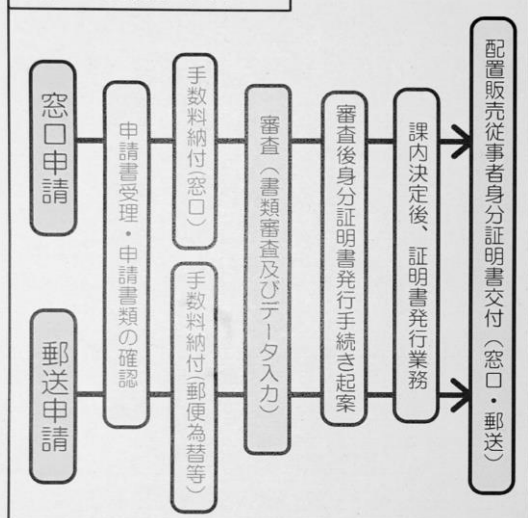 窓口申請
郵送申請
申請書受理・申請書類の確認
手数料納付(窓口)
手数料納付(郵便為替等)
審査(書類審査及びデータ入力)
審査後身分証明書発行手続き起案
課内決定後、証明書発行業務
配置販売従事者身分証明書交付(窓口・郵送)